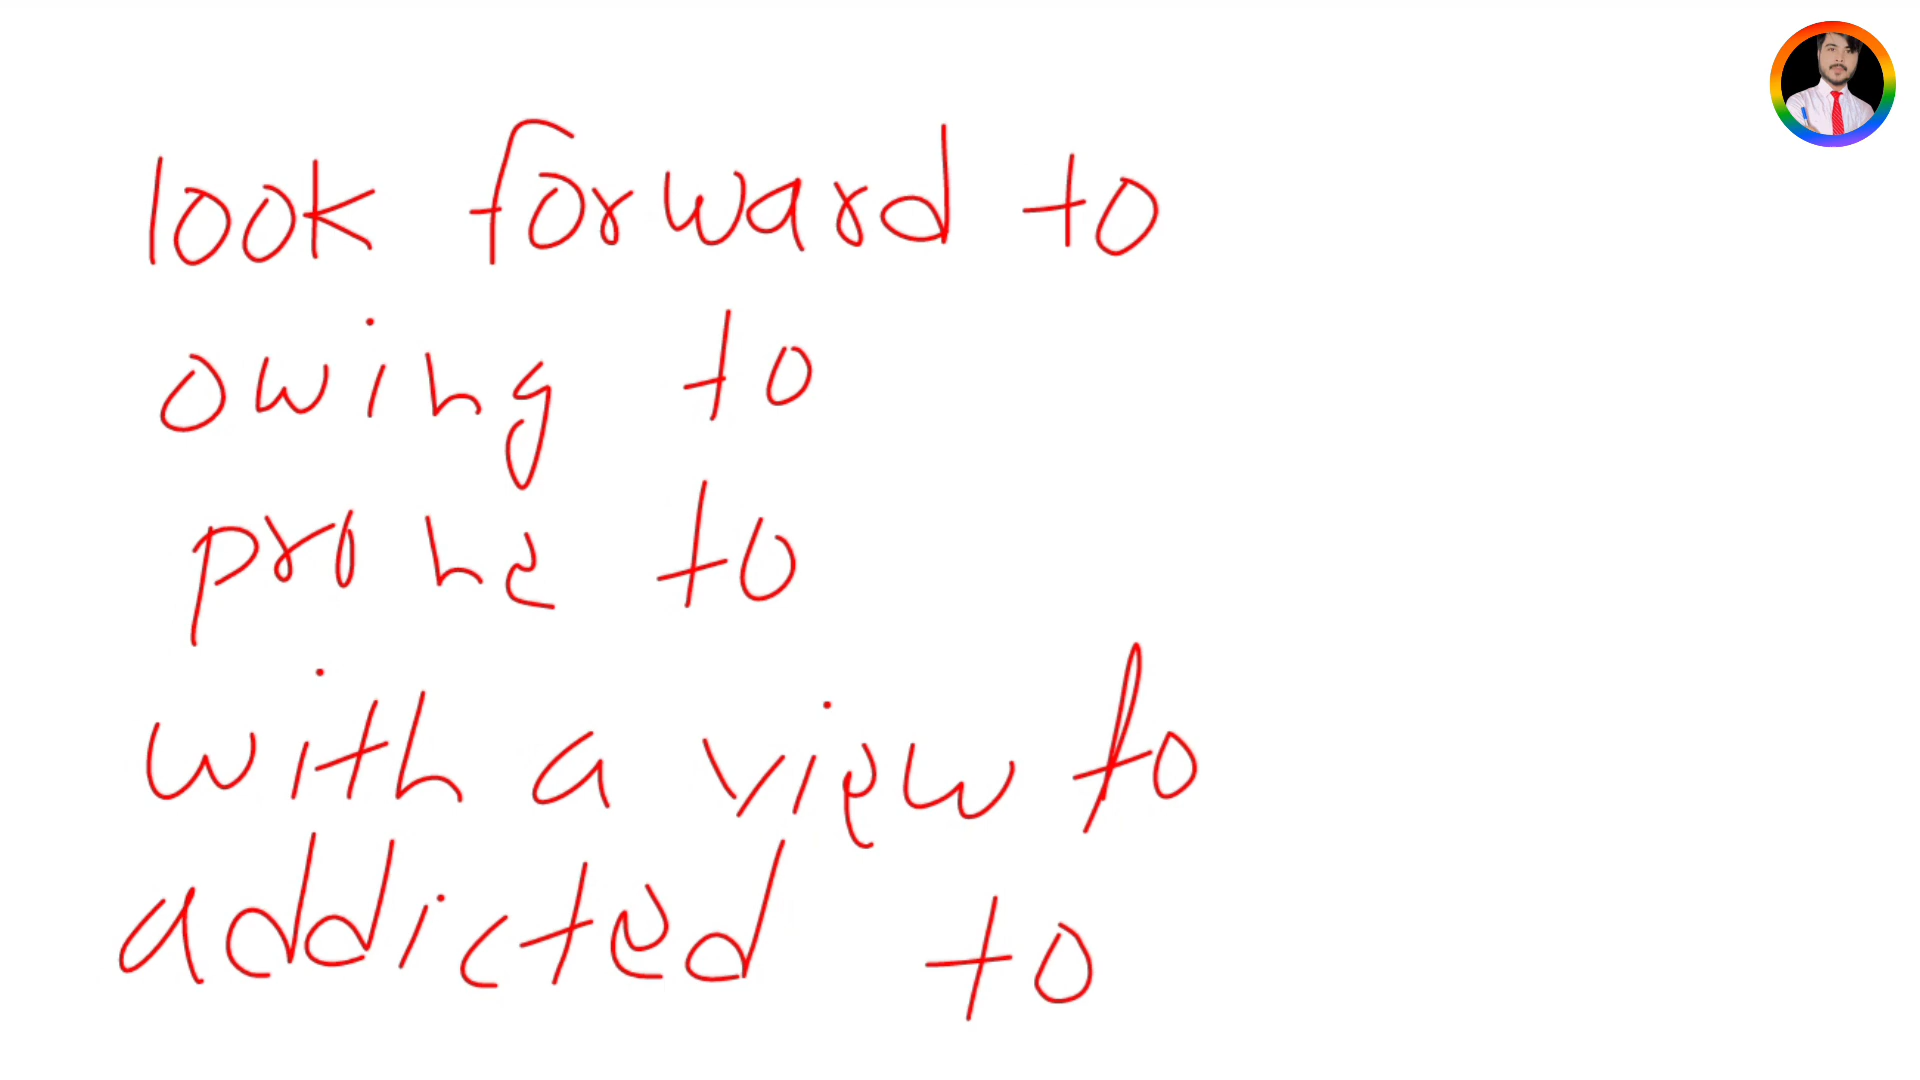 look forward to
owing to
prone to
with a view to
addicted to